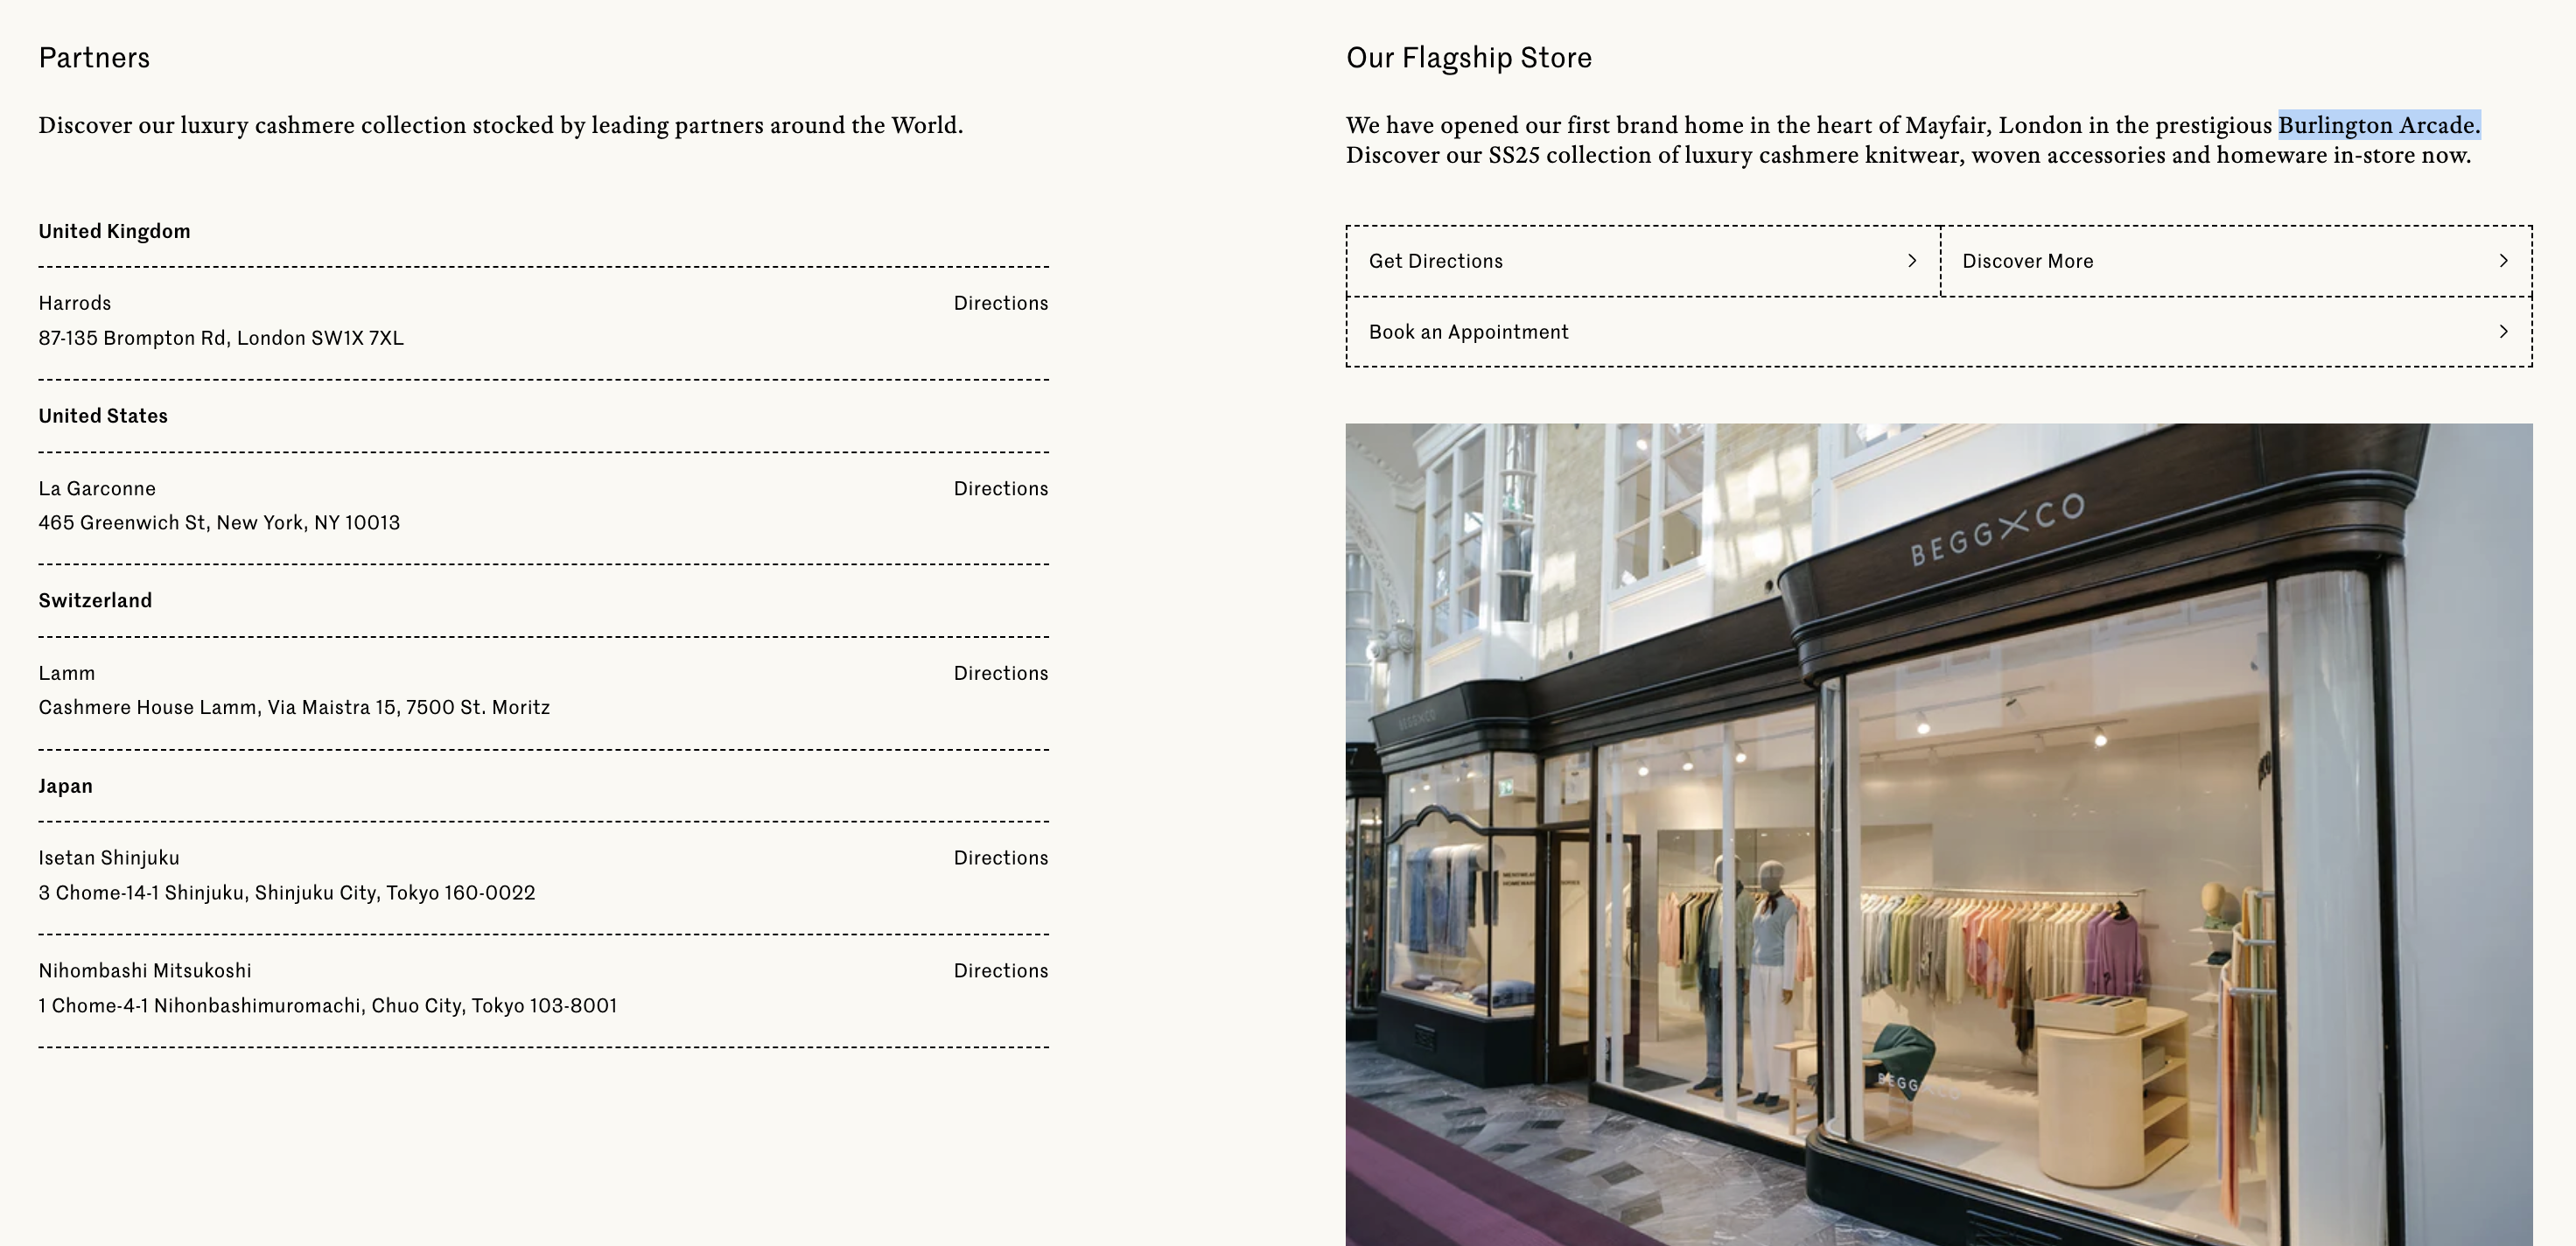 Partners
Discover our luxury cashmere collection stocked by leading partners around the World.
United Kingdom
Harrods
Directions
87-135 Brompton Rd, London SW1X 7XL
United States
La Garconne
Directions
465 Greenwich St, New York, NY 10013
Switzerland
Lamm
Directions
Cashmere House Lamm, Via Maistra 15, 7500 St. Moritz
Japan
Isetan Shinjuku
Directions
3 Chome-14-1 Shinjuku, Shinjuku City, Tokyo 160-0022
Nihombashi Mitsukoshi
Directions
1 Chome-4-1 Nihonbashimuromachi, Chuo City, Tokyo 103-8001
Our Flagship Store
We have opened our first brand home in the heart of Mayfair, London in the prestigious Burlington Arcade.
Discover our SS25 collection of luxury cashmere knitwear, woven accessories and homeware in-store now.
Get Directions
Discover More
Book an Appointment
BEGG X CO
BEGG X CO
MENSWEAR
HOMEWARE
BEGG X CO